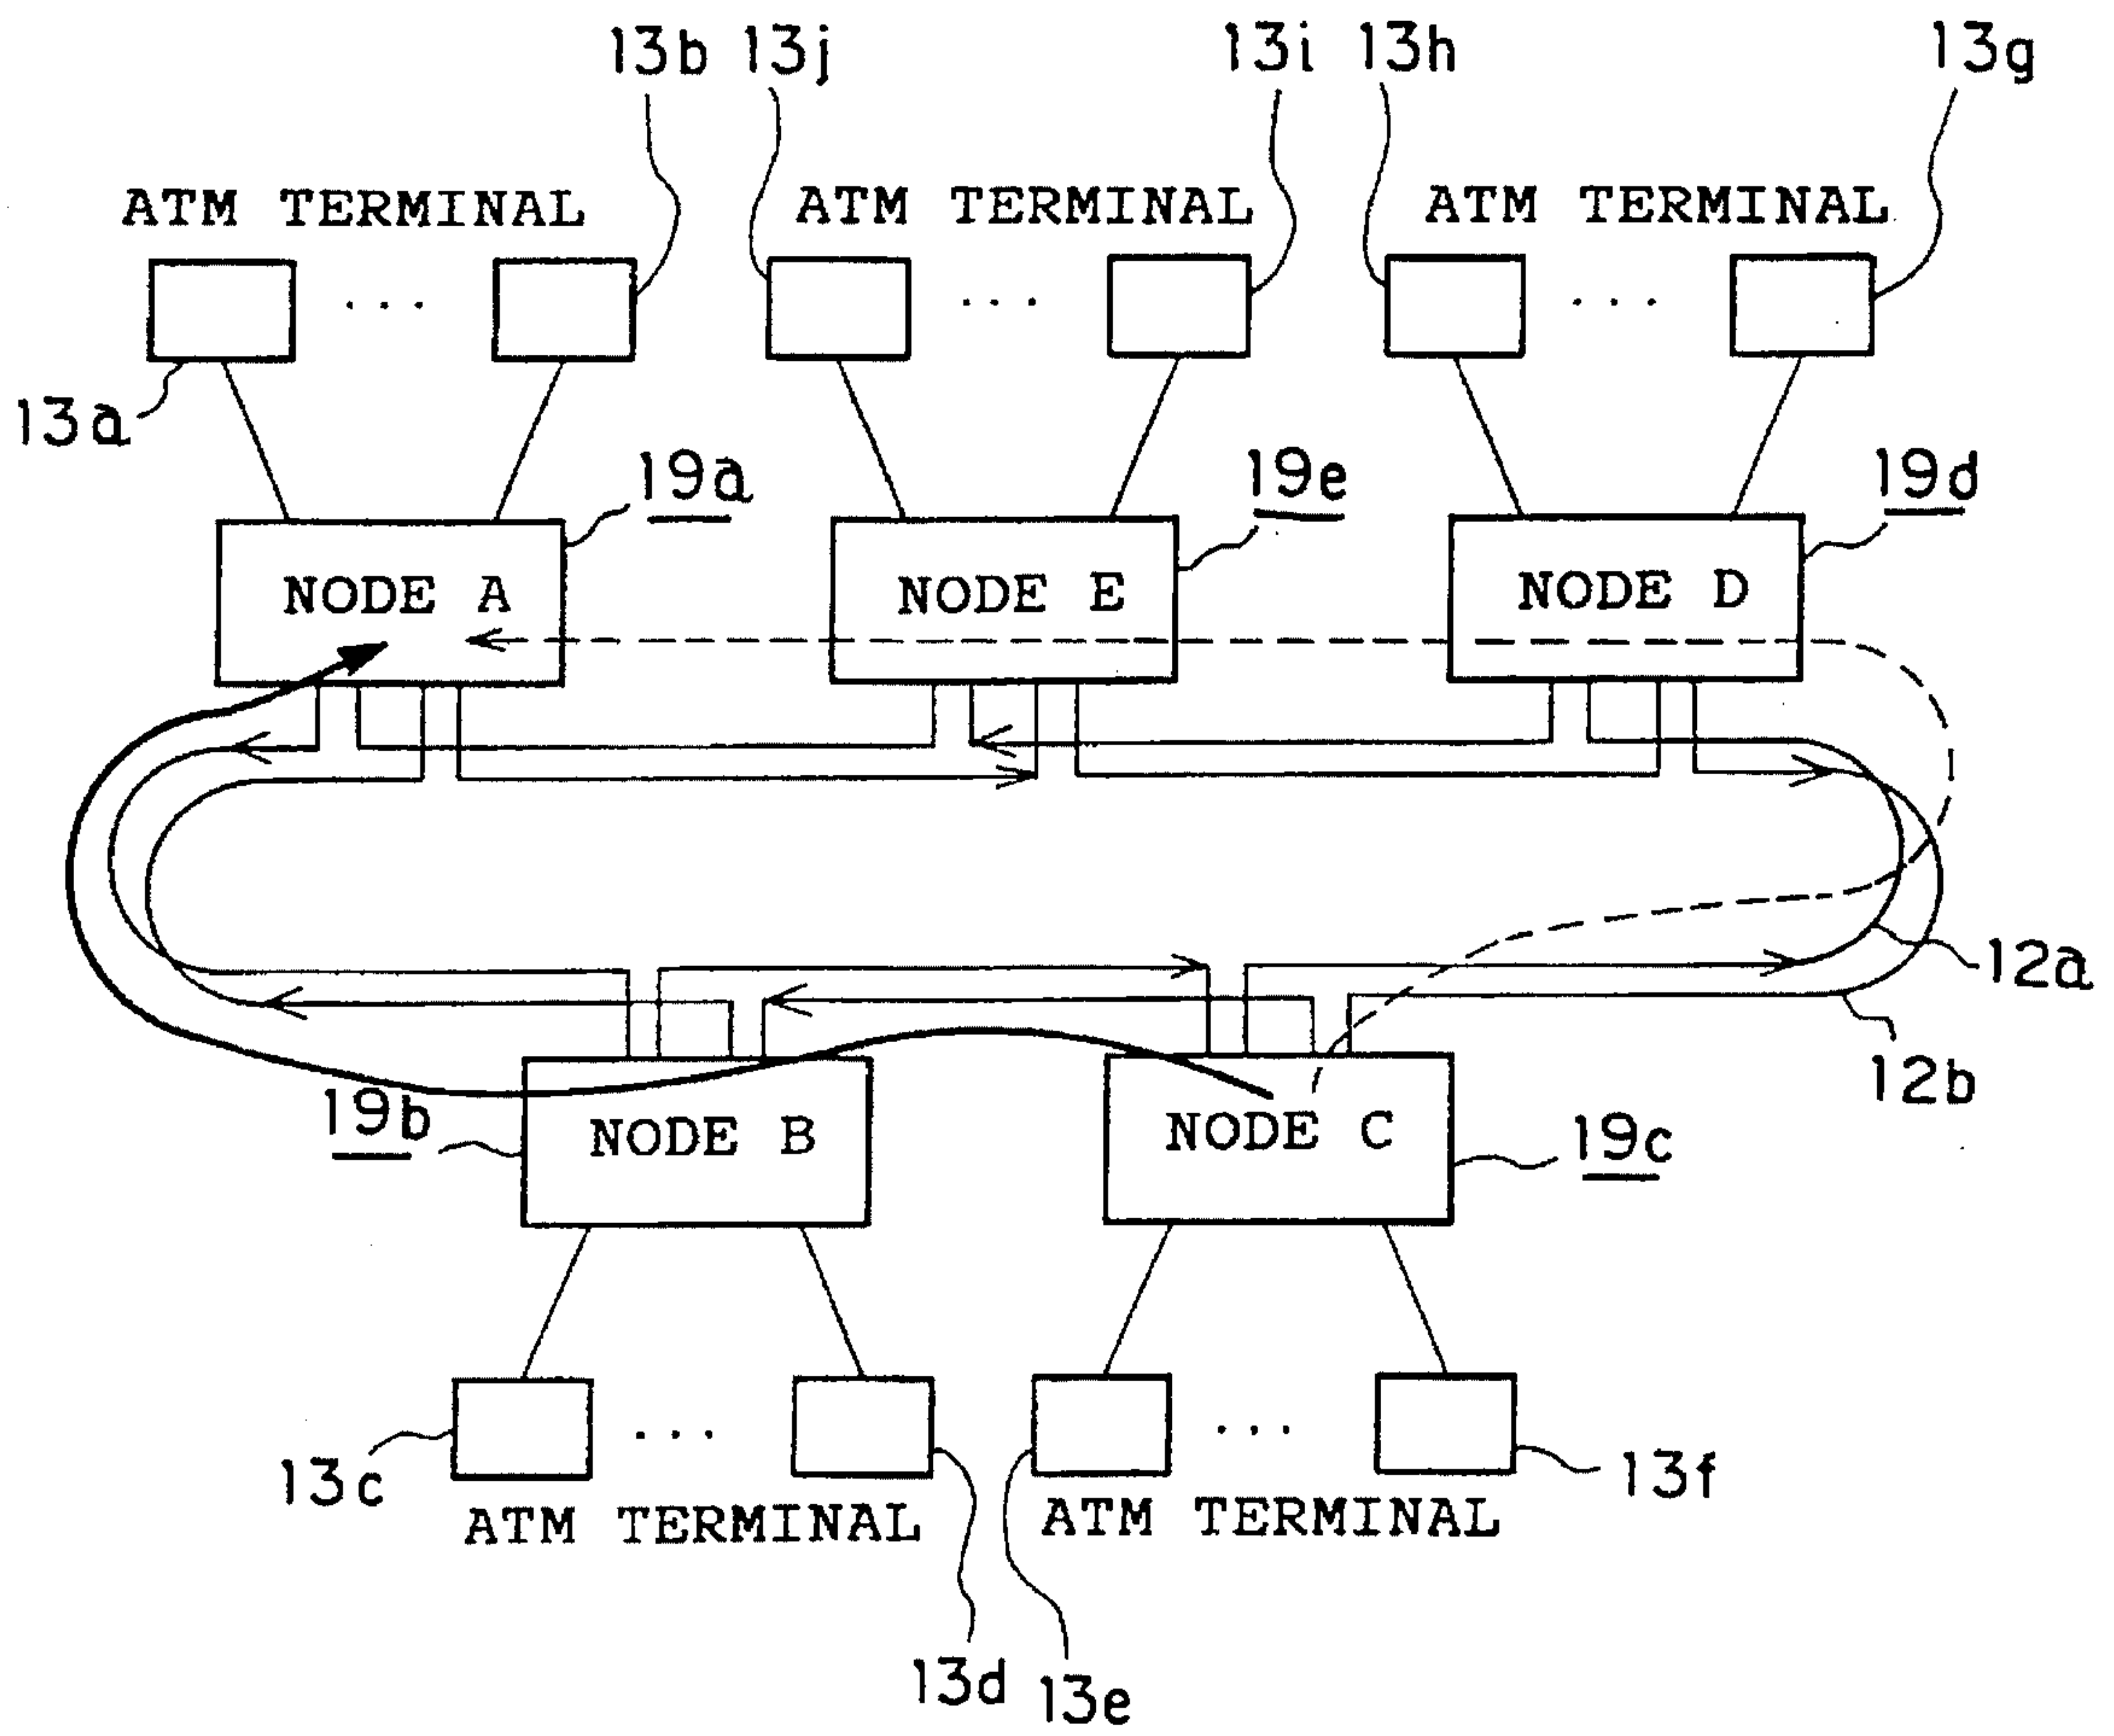 13b 13j 13i 13h 13g
ATM TERMINAL ATM TERMINAL ATM TERMINAL
... ... ...
13a
19a 19e 19d
NODE A NODE E NODE D
12a
12b
19b
NODE B NODE C
19c
... ...
13c 13f
ATM TERMINAL ATM TERMINAL
13d 13e